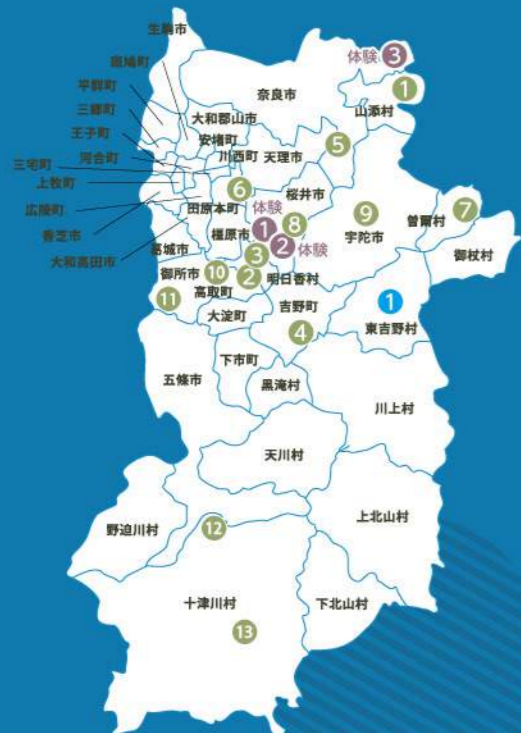 生駒市
斑鳩町
平群町
三郷町
王子町
三宅町
河合町
上牧町
広陵町
香芝市
大和高田市
体験 3
奈良市
1
山添村
大和郡山市
安堵町
川西町
天理市
5
6
桜井市
田原本町
体験
1
8
2 体験
9
宇陀市
曽爾村
7
御杖村
橿原市
葛城市
3
2
明日香村
御所市
10
高取町
11
大淀町
吉野町
4
1
東吉野村
下市町
五條市
黒滝村
川上村
天川村
上北山村
野迫川村
12
十津川村
下北山村
13